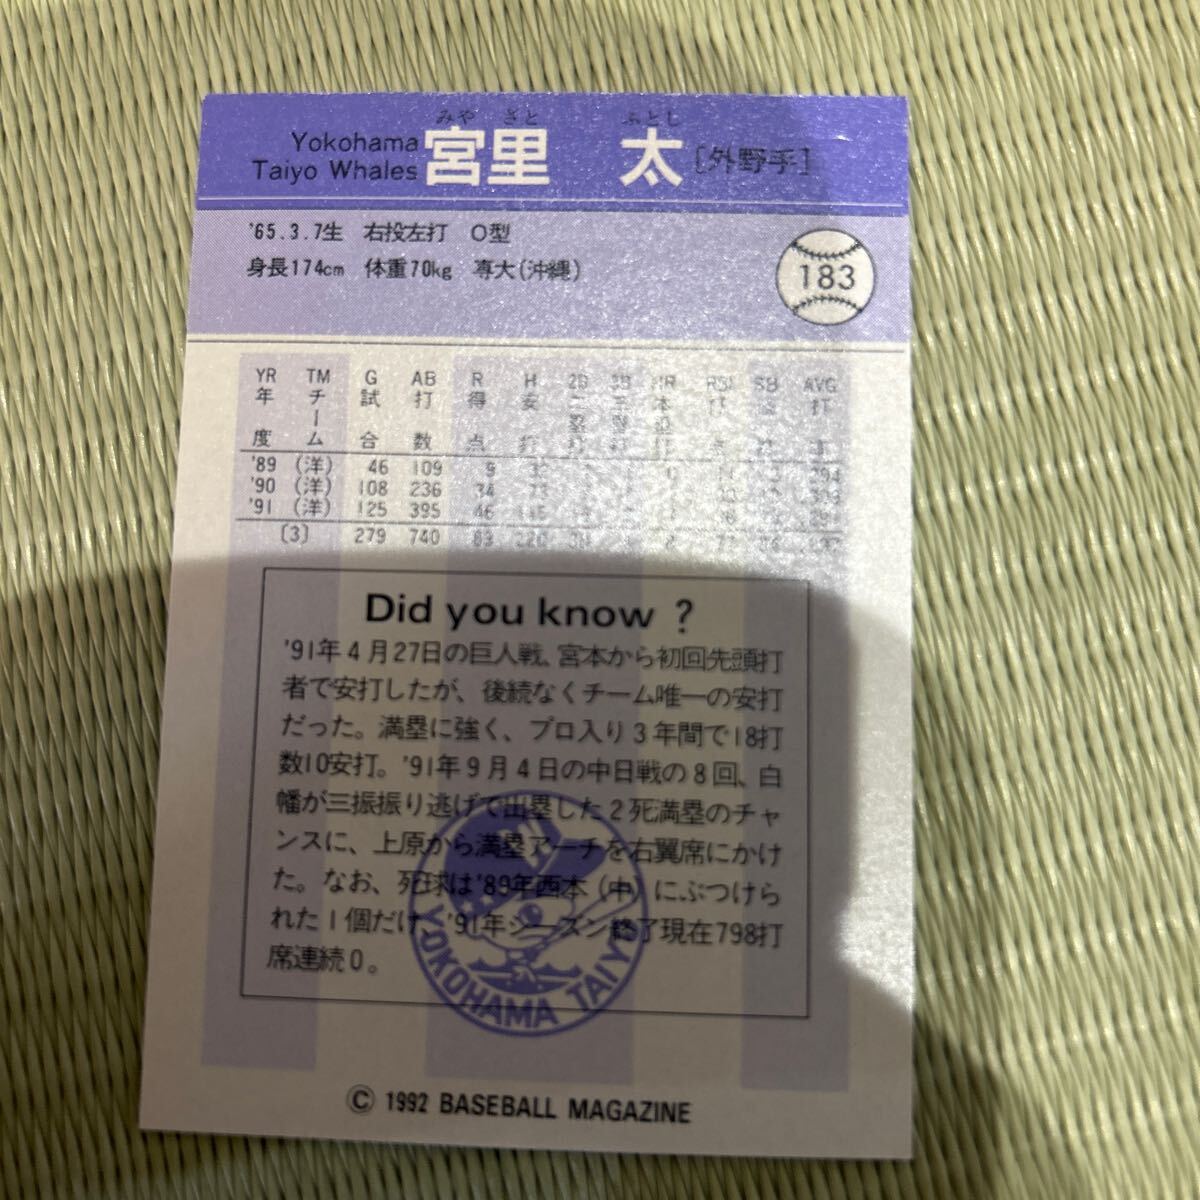 みや ざと ふとし
Yokohama
Taiyo Whales
宮里 太 [外野手]
'65.3.7生 右投左打 O型
身長174cm 体重70kg 専大(沖縄)
183
YR TM G AB R H 2B 3B HR RBI SB AVG
年度 チーム 試合 打数 得点 安打 二塁打
'89 (洋) 46 109 9
'90 (洋) 108 236 34
'91 (洋) 125 395 46
〔3〕 279 740 89 220
Did you know ?
'91年4月27日の巨人戦、宮本から初回先頭打
者で安打したが、後続なくチーム唯一の安打
だった。満塁に強く、プロ入り3年間で18打
数10安打。'91年9月4日の中日戦の8回、白
幡が三振振り逃げで出塁した2死満塁のチャ
ンスに、上原から満塁アーチを右翼席にかけ
た。なお、死球は'89年西本(中)にぶつけら
れた1個だけ、'91年シーズン終了現在798打
席連続0。
YOKOHAMA TAIYO
© 1992 BASEBALL MAGAZINE